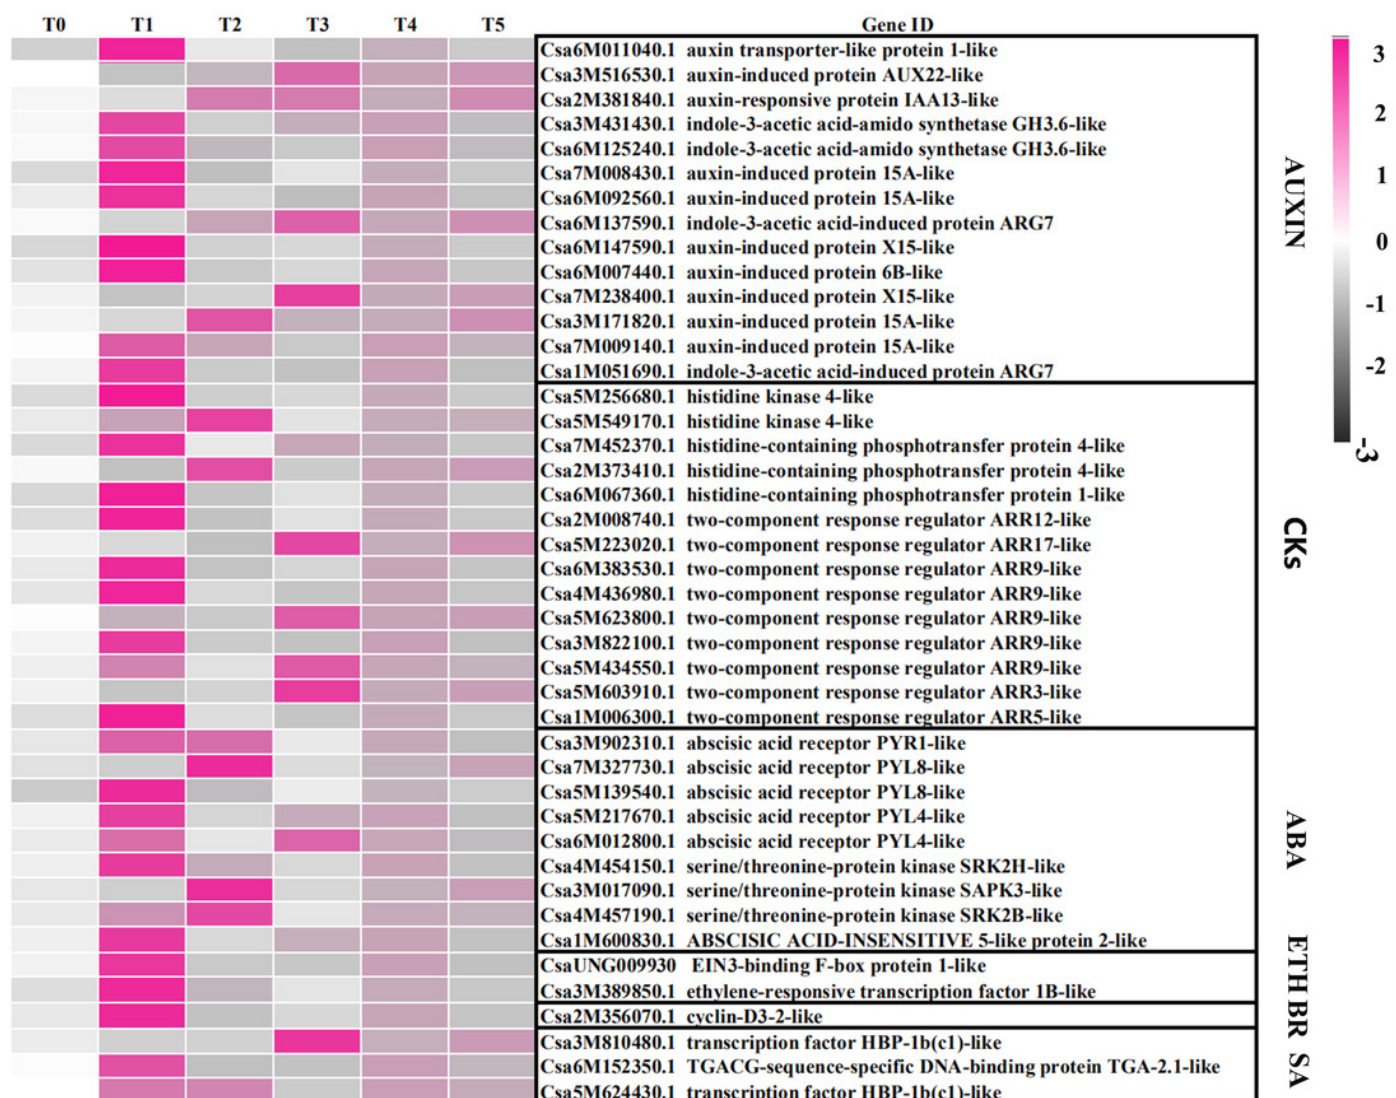 T0 T1 T2 T3 T4 T5 Gene ID
Csa6M011040.1 auxin transporter-like protein 1-like
Csa3M516530.1 auxin-induced protein AUX22-like
Csa2M381840.1 auxin-responsive protein IAA13-like
Csa3M431430.1 indole-3-acetic acid-amido synthetase GH3.6-like
Csa6M125240.1 indole-3-acetic acid-amido synthetase GH3.6-like
Csa7M008430.1 auxin-induced protein 15A-like
Csa6M092560.1 auxin-induced protein 15A-like
Csa6M137590.1 indole-3-acetic acid-induced protein ARG7
Csa6M147590.1 auxin-induced protein X15-like
Csa6M007440.1 auxin-induced protein 6B-like
Csa7M238400.1 auxin-induced protein X15-like
Csa3M171820.1 auxin-induced protein 15A-like
Csa7M009140.1 auxin-induced protein 15A-like
Csa1M051690.1 indole-3-acetic acid-induced protein ARG7
Csa5M256680.1 histidine kinase 4-like
Csa5M549170.1 histidine kinase 4-like
Csa7M452370.1 histidine-containing phosphotransfer protein 4-like
Csa2M373410.1 histidine-containing phosphotransfer protein 4-like
Csa6M067360.1 histidine-containing phosphotransfer protein 1-like
Csa2M008740.1 two-component response regulator ARR12-like
Csa5M223020.1 two-component response regulator ARR17-like
Csa6M383530.1 two-component response regulator ARR9-like
Csa4M436980.1 two-component response regulator ARR9-like
Csa5M623800.1 two-component response regulator ARR9-like
Csa3M822100.1 two-component response regulator ARR9-like
Csa5M434550.1 two-component response regulator ARR9-like
Csa5M603910.1 two-component response regulator ARR3-like
Csa1M006300.1 two-component response regulator ARR5-like
Csa3M902310.1 abscisic acid receptor PYR1-like
Csa7M327730.1 abscisic acid receptor PYL8-like
Csa5M139540.1 abscisic acid receptor PYL8-like
Csa5M217670.1 abscisic acid receptor PYL4-like
Csa6M012800.1 abscisic acid receptor PYL4-like
Csa4M454150.1 serine/threonine-protein kinase SRK2H-like
Csa3M017090.1 serine/threonine-protein kinase SAPK3-like
Csa4M457190.1 serine/threonine-protein kinase SRK2B-like
Csa1M600830.1 ABSCISIC ACID-INSENSITIVE 5-like protein 2-like
CsaUNG009930 EIN3-binding F-box protein 1-like
Csa3M389850.1 ethylene-responsive transcription factor 1B-like
Csa2M356070.1 cyclin-D3-2-like
Csa3M810480.1 transcription factor HBP-1b(c1)-like
Csa6M152350.1 TGACG-sequence-specific DNA-binding protein TGA-2.1-like
Csa5M624430.1 transcription factor HBP-1b(c1)-like
AUXIN
CKs
ABA
ETH
BR
SA
3
2
1
0
-1
-2
-3